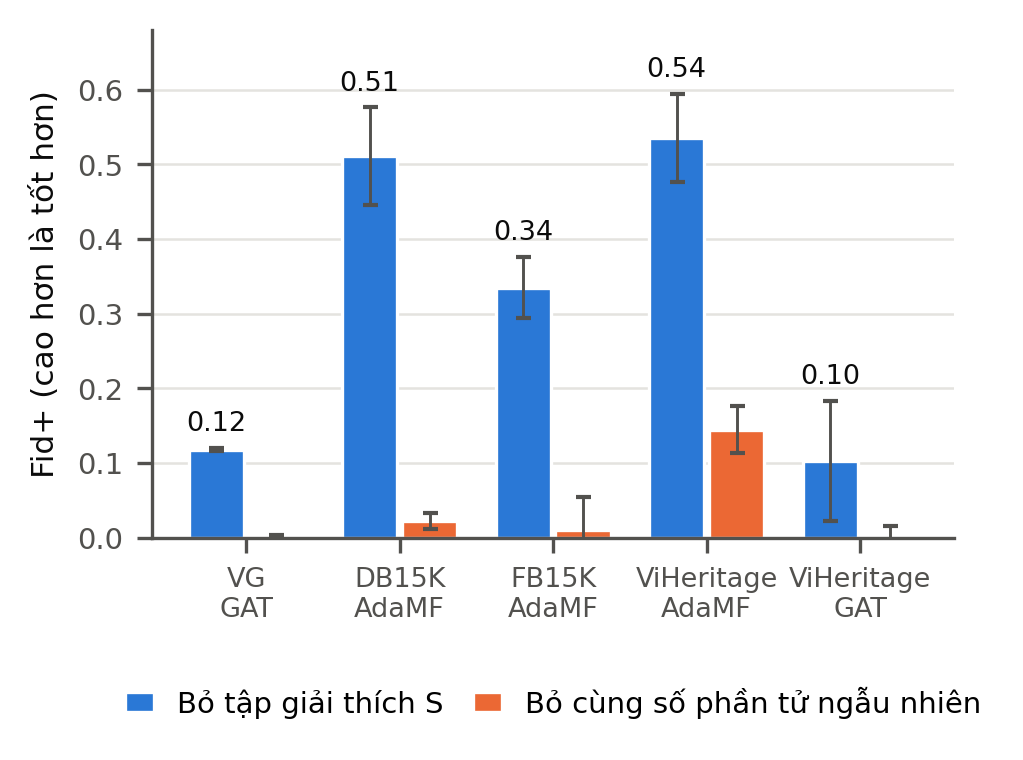 Fid+ (cao hơn là tốt hơn)
0.6
0.5
0.4
0.3
0.2
0.1
0.0
0.12
0.51
0.34
0.54
0.10
VG
GAT
DB15K
AdaMF
FB15K
AdaMF
ViHeritage
AdaMF
ViHeritage
GAT
Bỏ tập giải thích S
Bỏ cùng số phần tử ngẫu nhiên